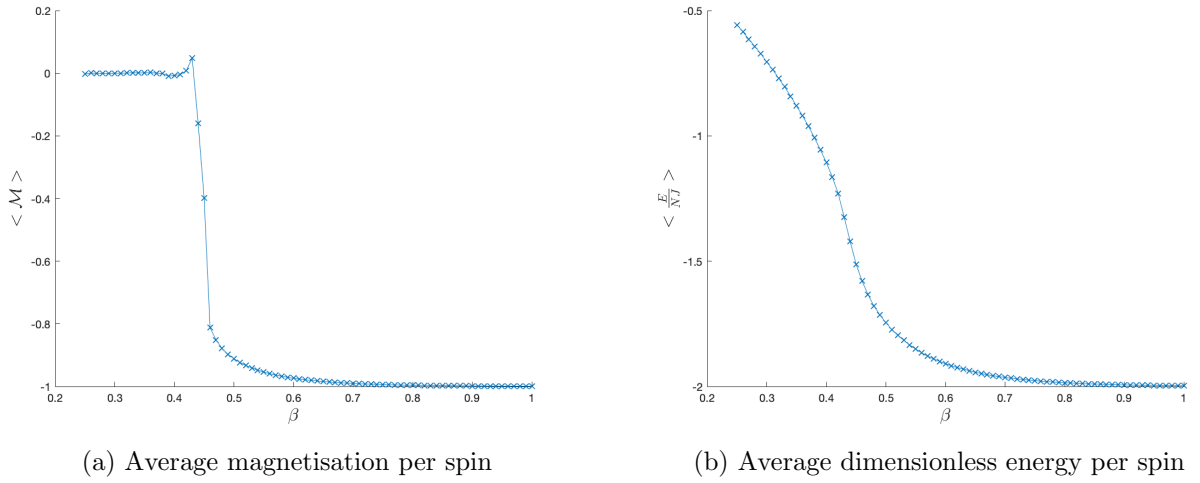 0.2
0
-0.2
-0.4
-0.6
-0.8
-1
0.2 0.3 0.4 0.5 0.6 0.7 0.8 0.9 1
β
< M >
(a) Average magnetisation per spin
-0.5
-1
-1.5
-2
0.2 0.3 0.4 0.5 0.6 0.7 0.8 0.9 1
β
< E/NJ >
(b) Average dimensionless energy per spin